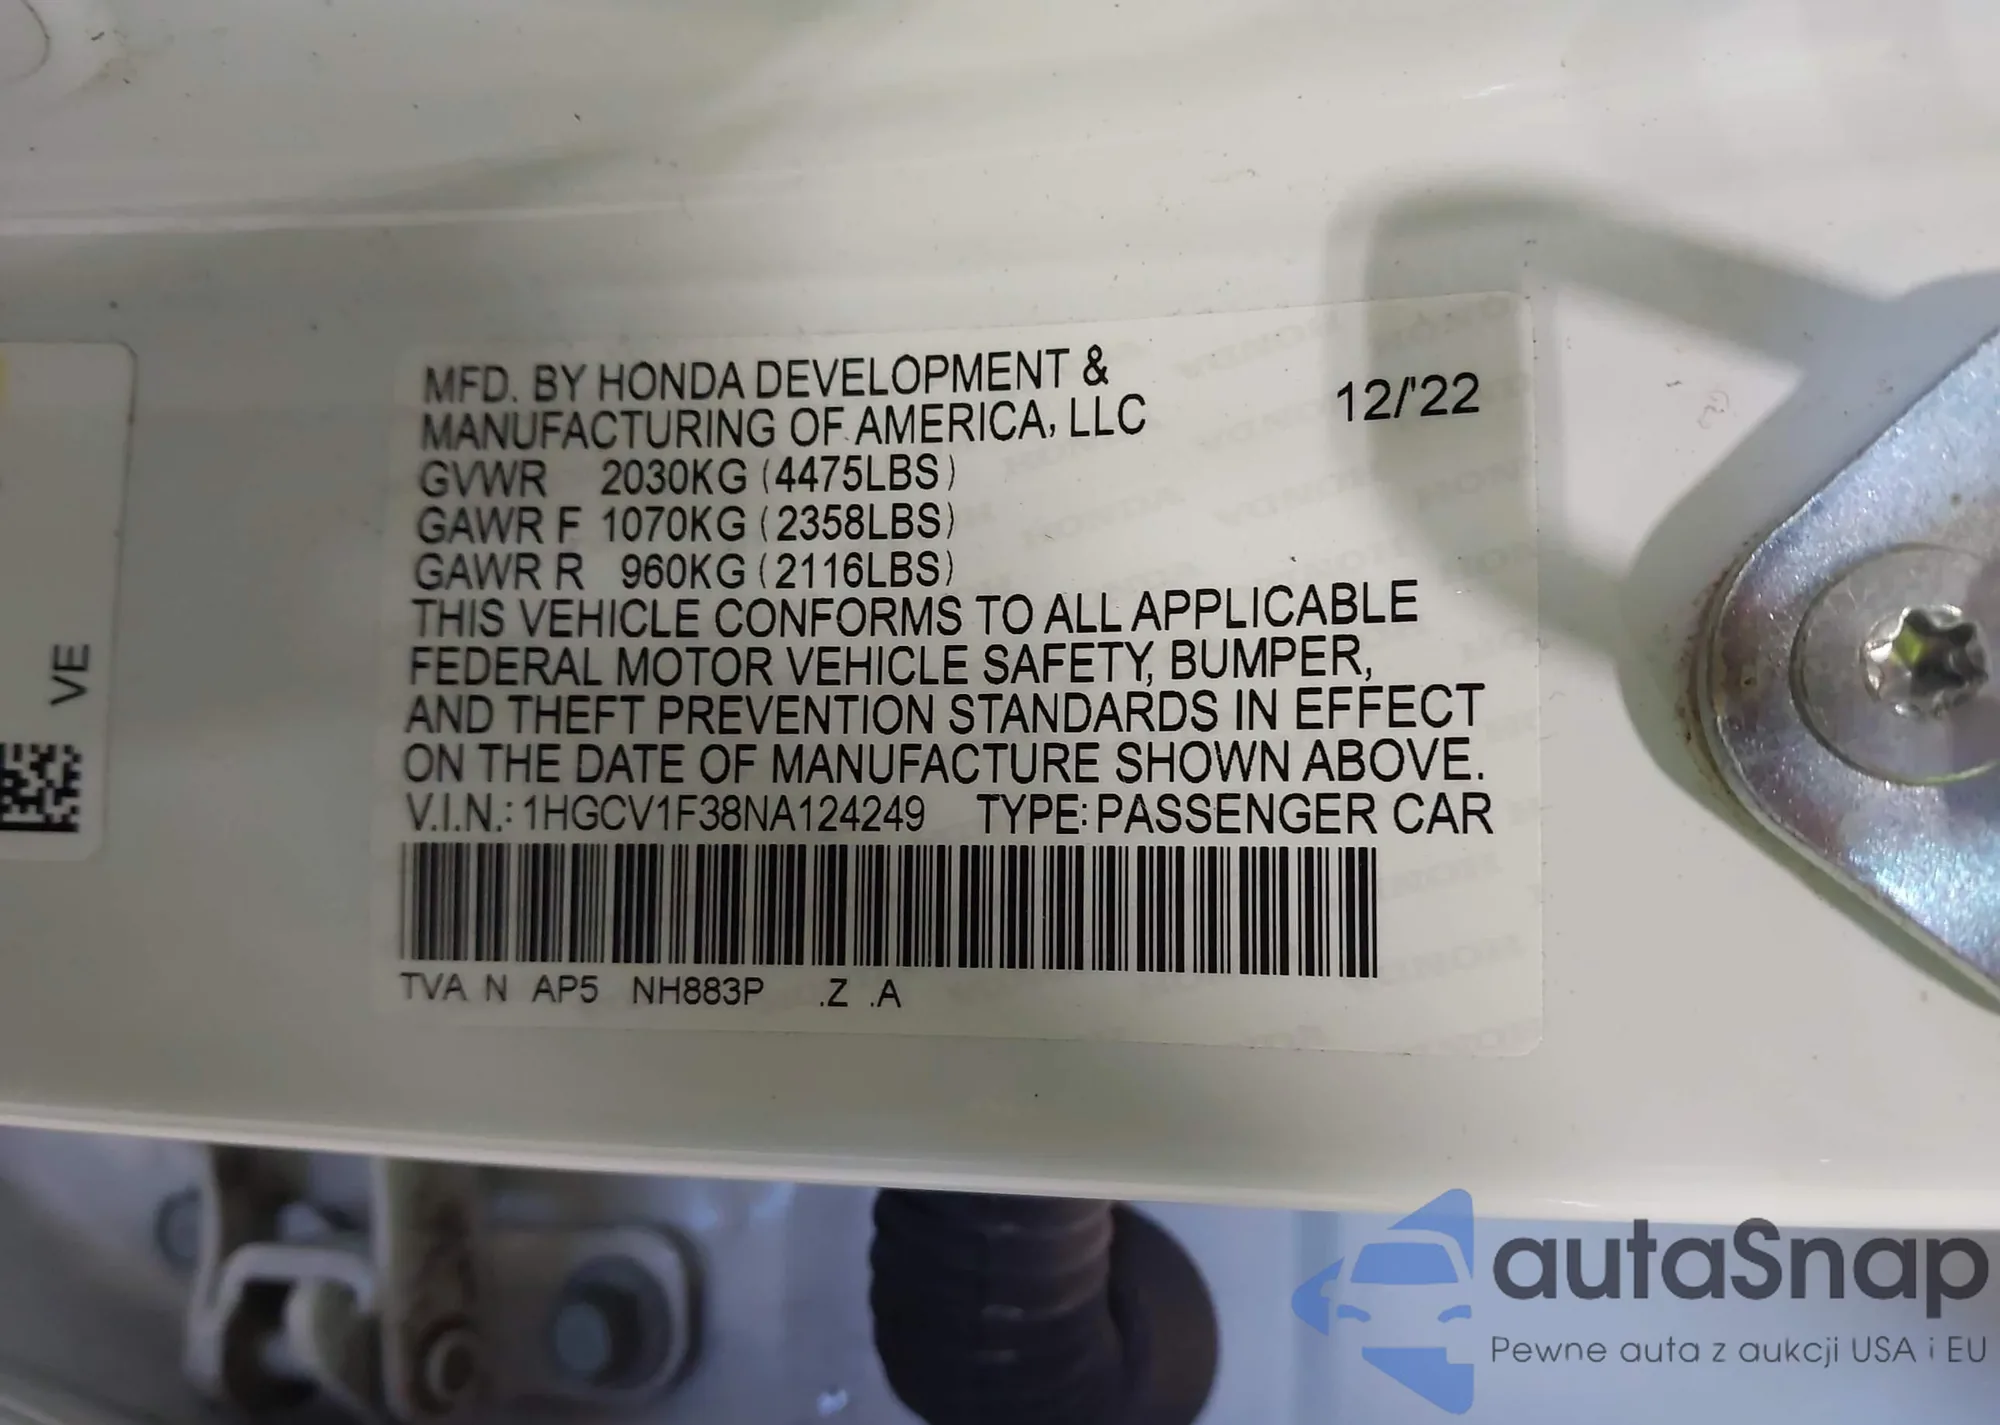 MFD. BY HONDA DEVELOPMENT &
MANUFACTURING OF AMERICA, LLC
12/'22
GVWR 2030KG (4475LBS)
GAWR F 1070KG (2358LBS)
GAWR R 960KG (2116LBS)
THIS VEHICLE CONFORMS TO ALL APPLICABLE
FEDERAL MOTOR VEHICLE SAFETY, BUMPER,
AND THEFT PREVENTION STANDARDS IN EFFECT
ON THE DATE OF MANUFACTURE SHOWN ABOVE.
V.I.N.: 1HGCV1F38NA124249 TYPE: PASSENGER CAR
TVA N AP5 NH883P .Z .A
VE
autaSnap
Pewne auta z aukcji USA i EU